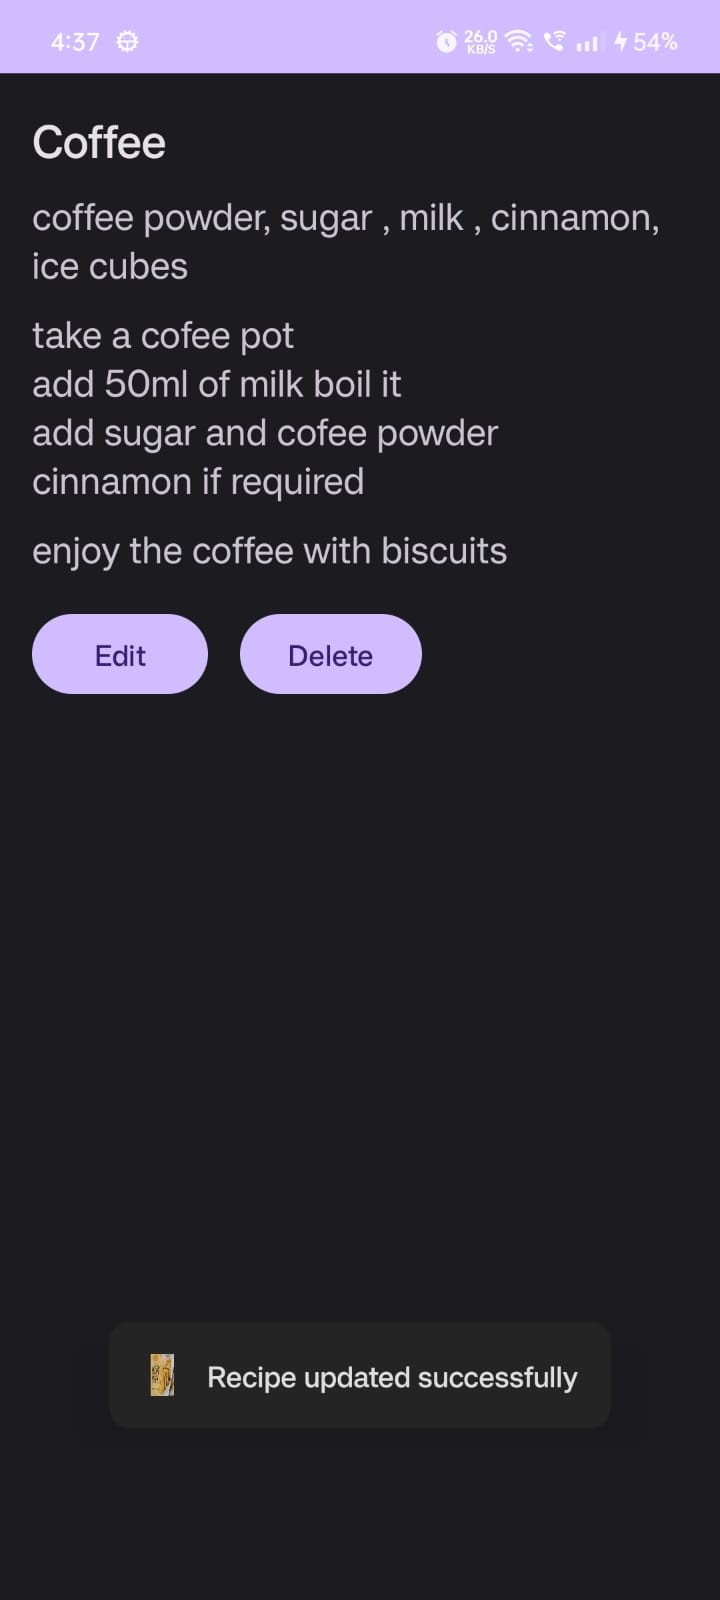 4:37 26.0 KB/S 54%
Coffee
coffee powder, sugar , milk , cinnamon,
ice cubes
take a cofee pot
add 50ml of milk boil it
add sugar and cofee powder
cinnamon if required
enjoy the coffee with biscuits
Edit Delete
Recipe updated successfully